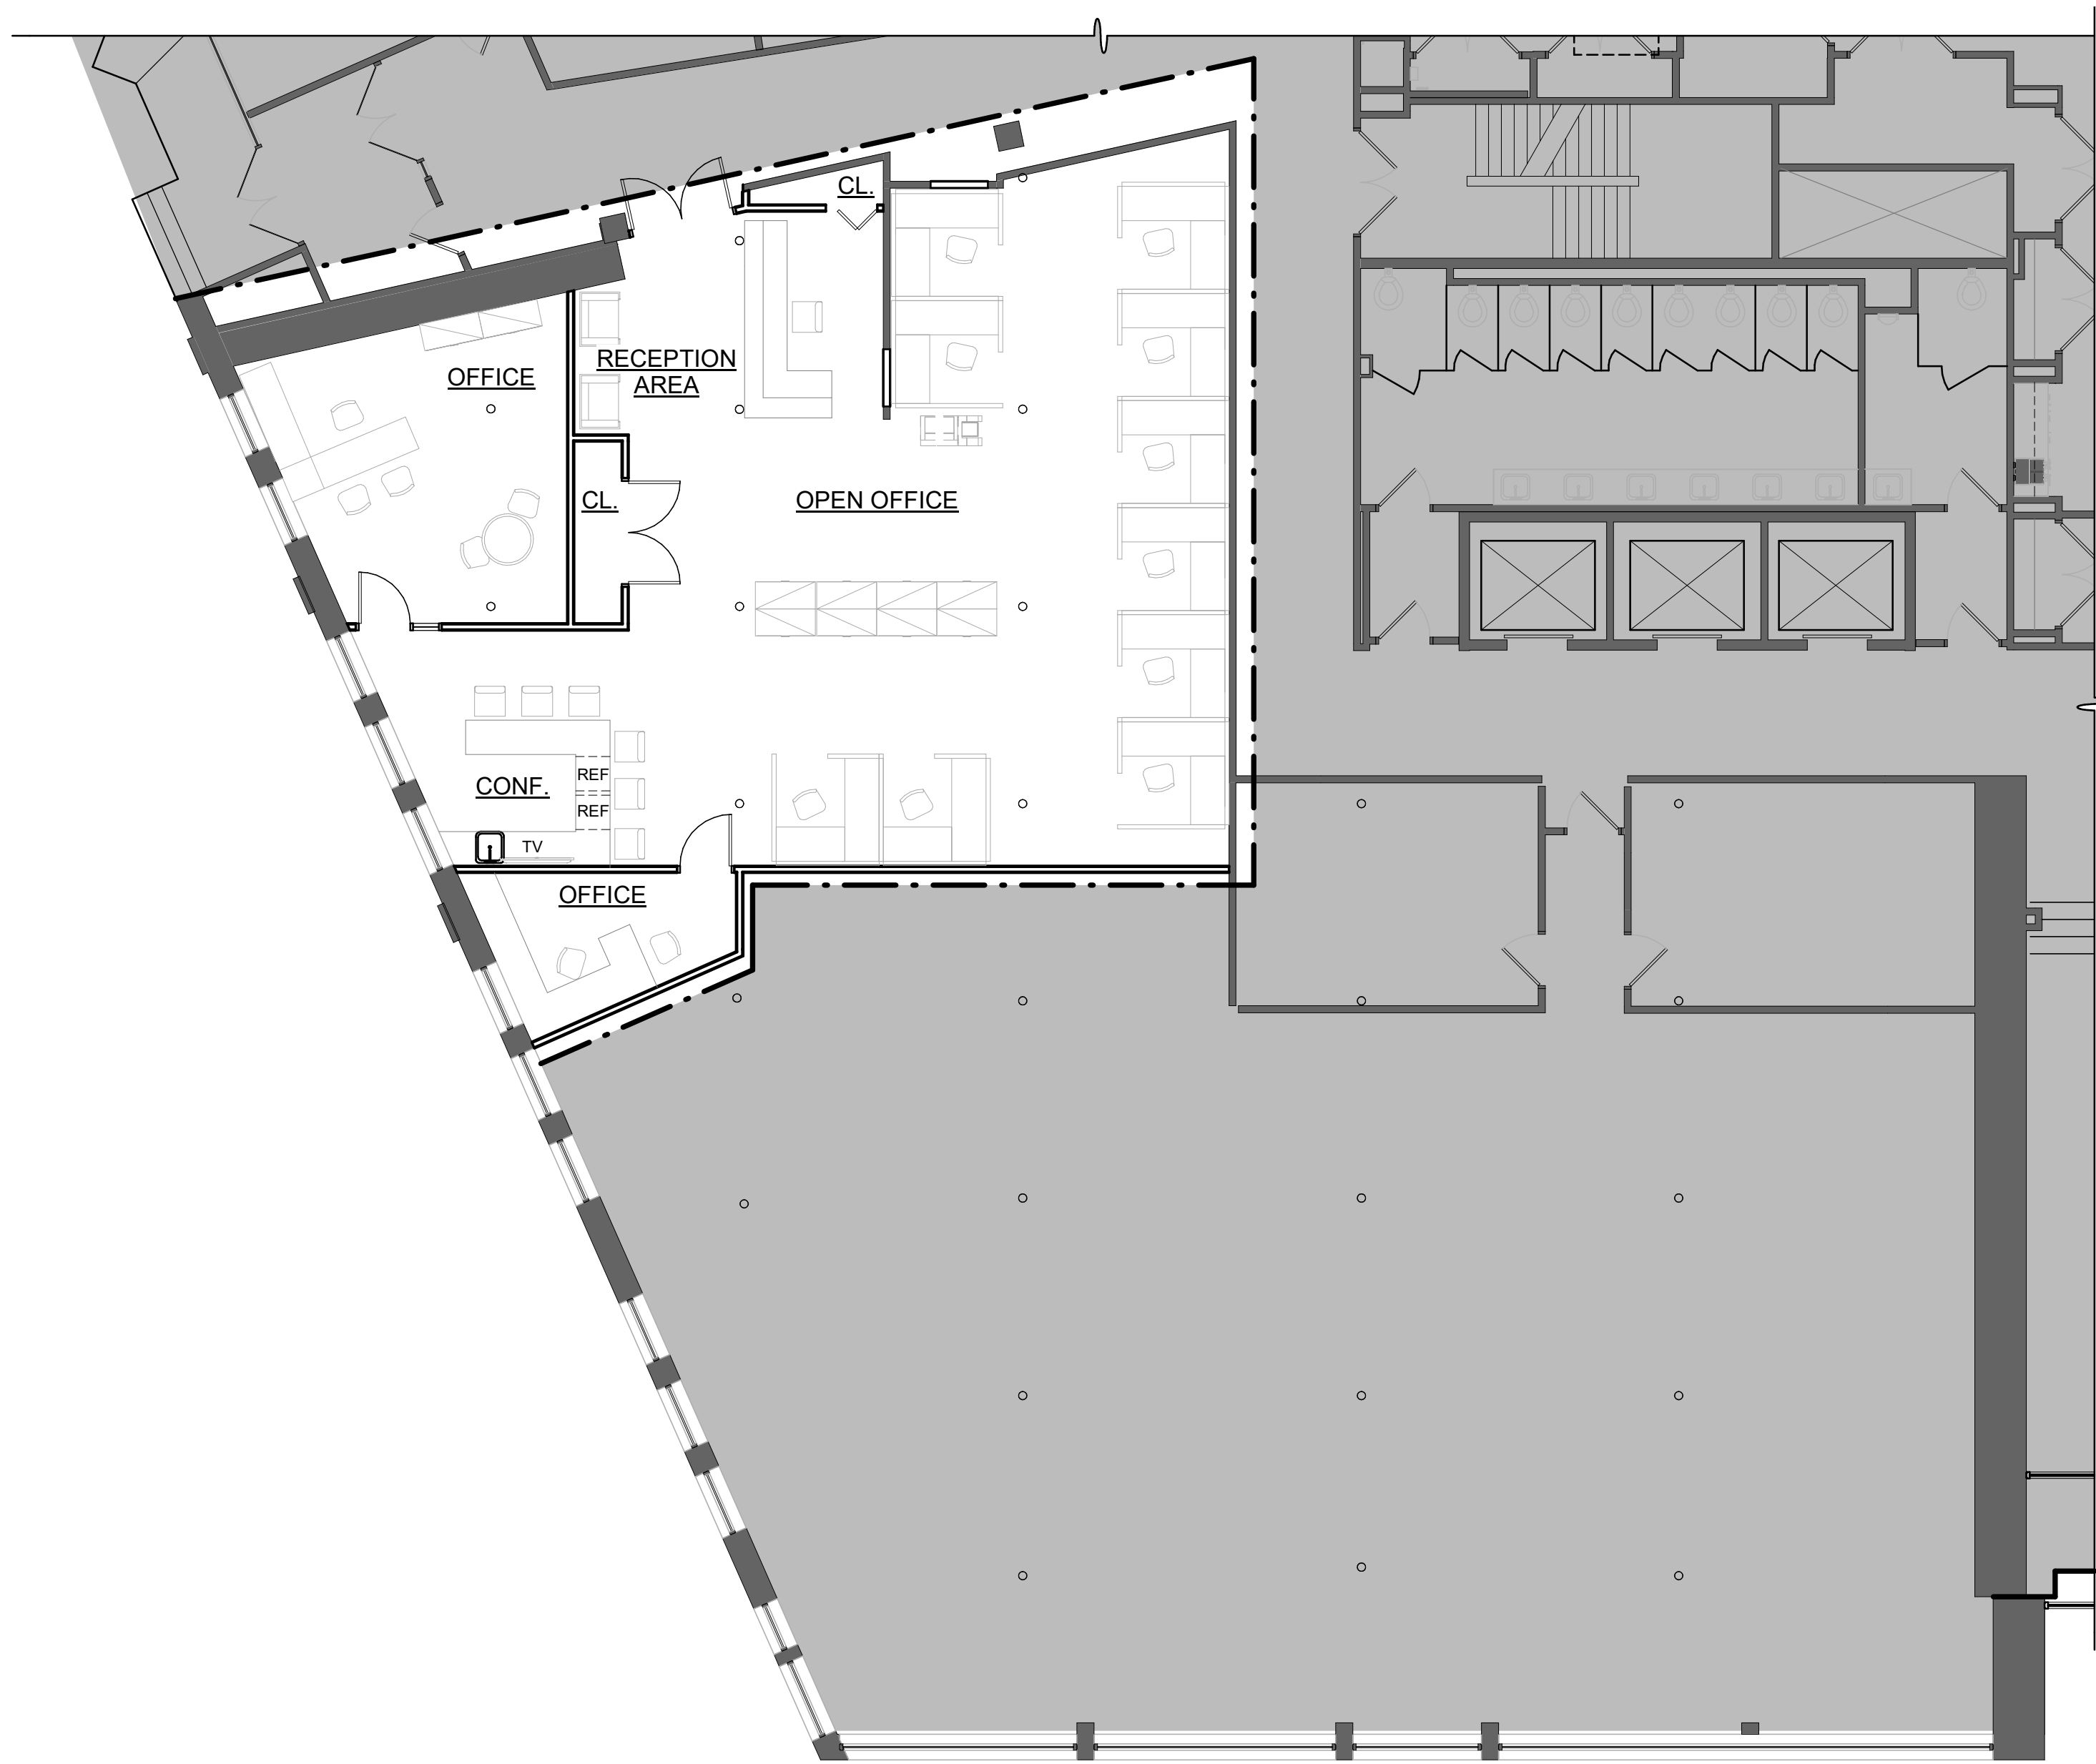 CL.
RECEPTION
AREA
OFFICE
CL.
OPEN OFFICE
REF
CONF.
REF
TV
OFFICE